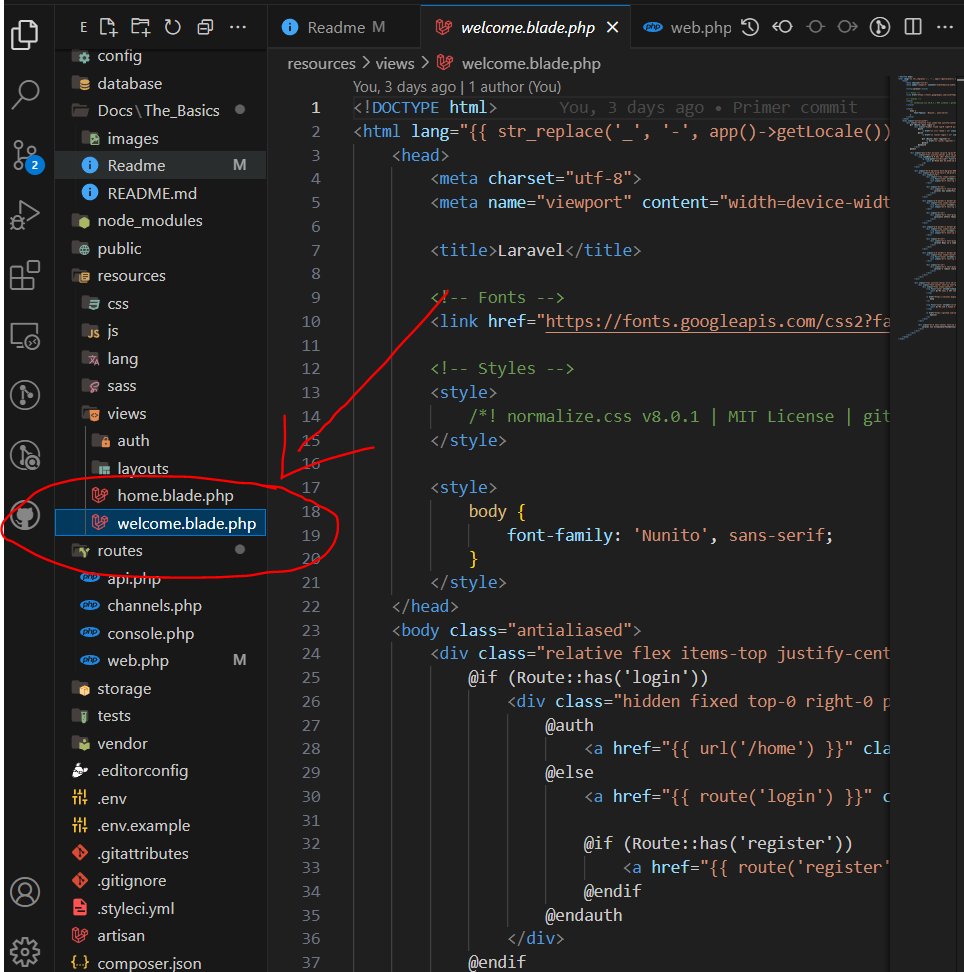 E
Readme M
welcome.blade.php
php web.php
resources > views > welcome.blade.php
config
database
Docs\The_Basics
images
Readme M
README.md
node_modules
public
resources
css
JS js
lang
sass
views
auth
layouts
home.blade.php
welcome.blade.php
routes
php api.php
php channels.php
php console.php
php web.php M
storage
tests
vendor
.editorconfig
.env
.env.example
.gitattributes
.gitignore
.styleci.yml
artisan
{..} composer.json
2
You, 3 days ago | 1 author (You)
1 <!DOCTYPE html> You, 3 days ago • Primer commit
2 <html lang="{{ str_replace('_', '-', app()->getLocale())
3 <head>
4 <meta charset="utf-8">
5 <meta name="viewport" content="width=device-widt
6
7 <title>Laravel</title>
8
9 <!-- Fonts -->
10 <link href="https://fonts.googleapis.com/css2?fa
11
12 <!-- Styles -->
13 <style>
14 /*! normalize.css v8.0.1 | MIT License | git
15 </style>
16
17 <style>
18 body {
19 font-family: 'Nunito', sans-serif;
20 }
21 </style>
22 </head>
23 <body class="antialiased">
24 <div class="relative flex items-top justify-cent
25 @if (Route::has('login'))
26 <div class="hidden fixed top-0 right-0 p
27 @auth
28 <a href="{{ url('/home') }}" cla
29 @else
30 <a href="{{ route('login') }}" c
31
32 @if (Route::has('register'))
33 <a href="{{ route('register'
34 @endif
35 @endauth
36 </div>
37 @endif